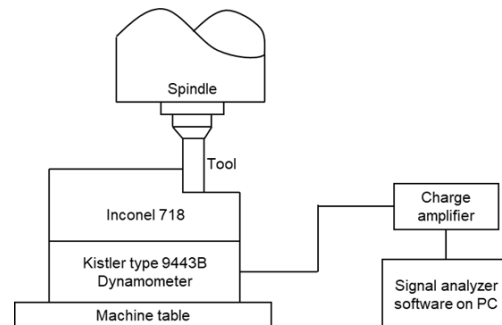 Spindle
Tool
Inconel 718
Kistler type 9443B
Dynamometer
Machine table
Charge
amplifier
Signal analyzer
software on PC